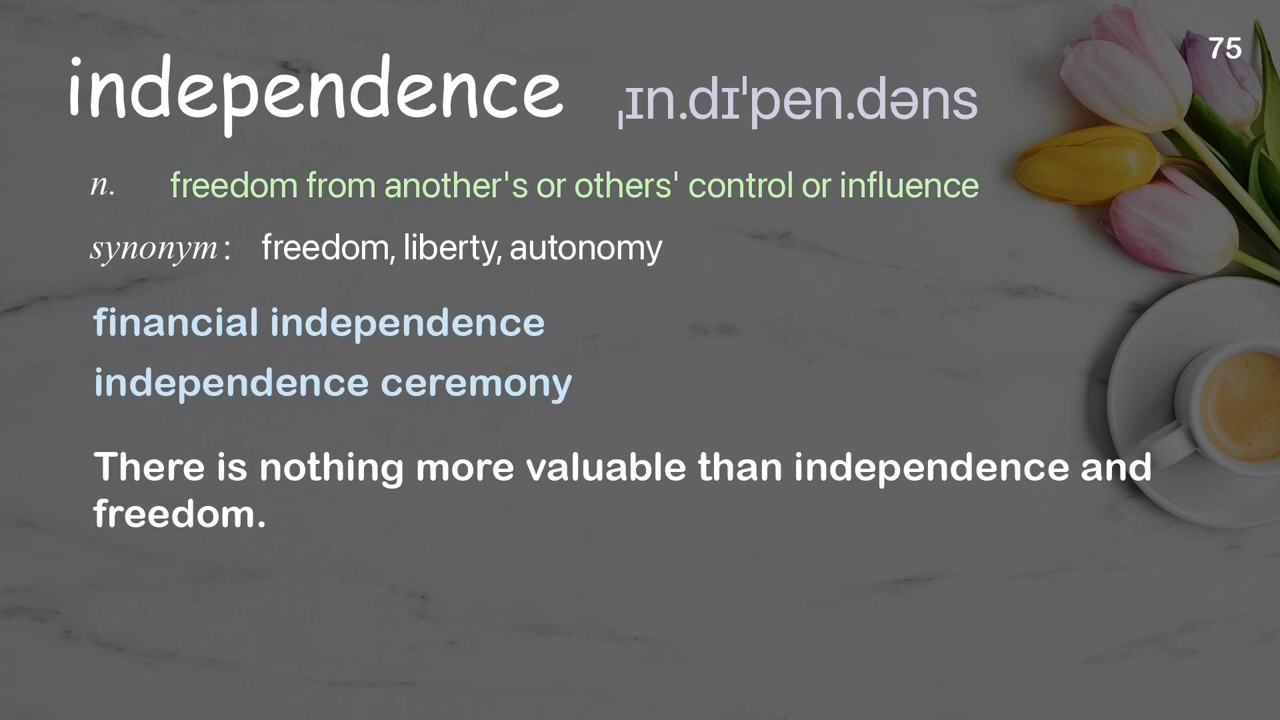 75
independence ˌɪn.dɪˈpen.dəns
n. freedom from another's or others' control or influence
synonym: freedom, liberty, autonomy
financial independence
independence ceremony
There is nothing more valuable than independence and
freedom.